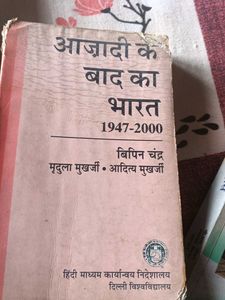 आजादी के
बाद का
भारत
1947-2000
बिपिन चंद्र
मृदुला मुखर्जी • आदित्य मुखर्जी
हिंदी माध्यम कार्यान्वय निदेशालय
दिल्ली विश्वविद्यालय